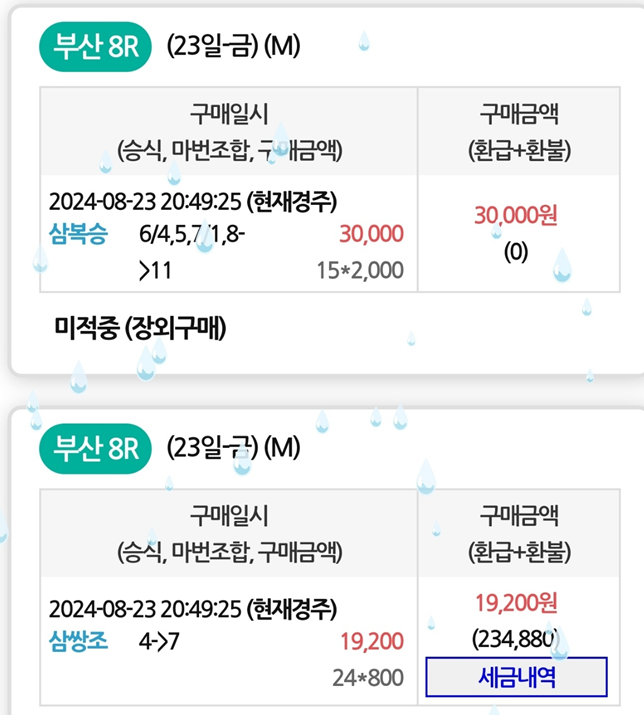 부산 8R (23일-금) (M)
구매일시 구매금액
(승식, 마번조합, 구매금액) (환급+환불)
2024-08-23 20:49:25 (현재경주)
30,000원
삼복승 6/4,5,7/1,8- 30,000
(0)
>11 15*2,000
미적중 (장외구매)
부산 8R (23일-금) (M)
구매일시 구매금액
(승식, 마번조합, 구매금액) (환급+환불)
2024-08-23 20:49:25 (현재경주) 19,200원
삼쌍조 4->7 19,200 (234,880)
24*800 세금내역